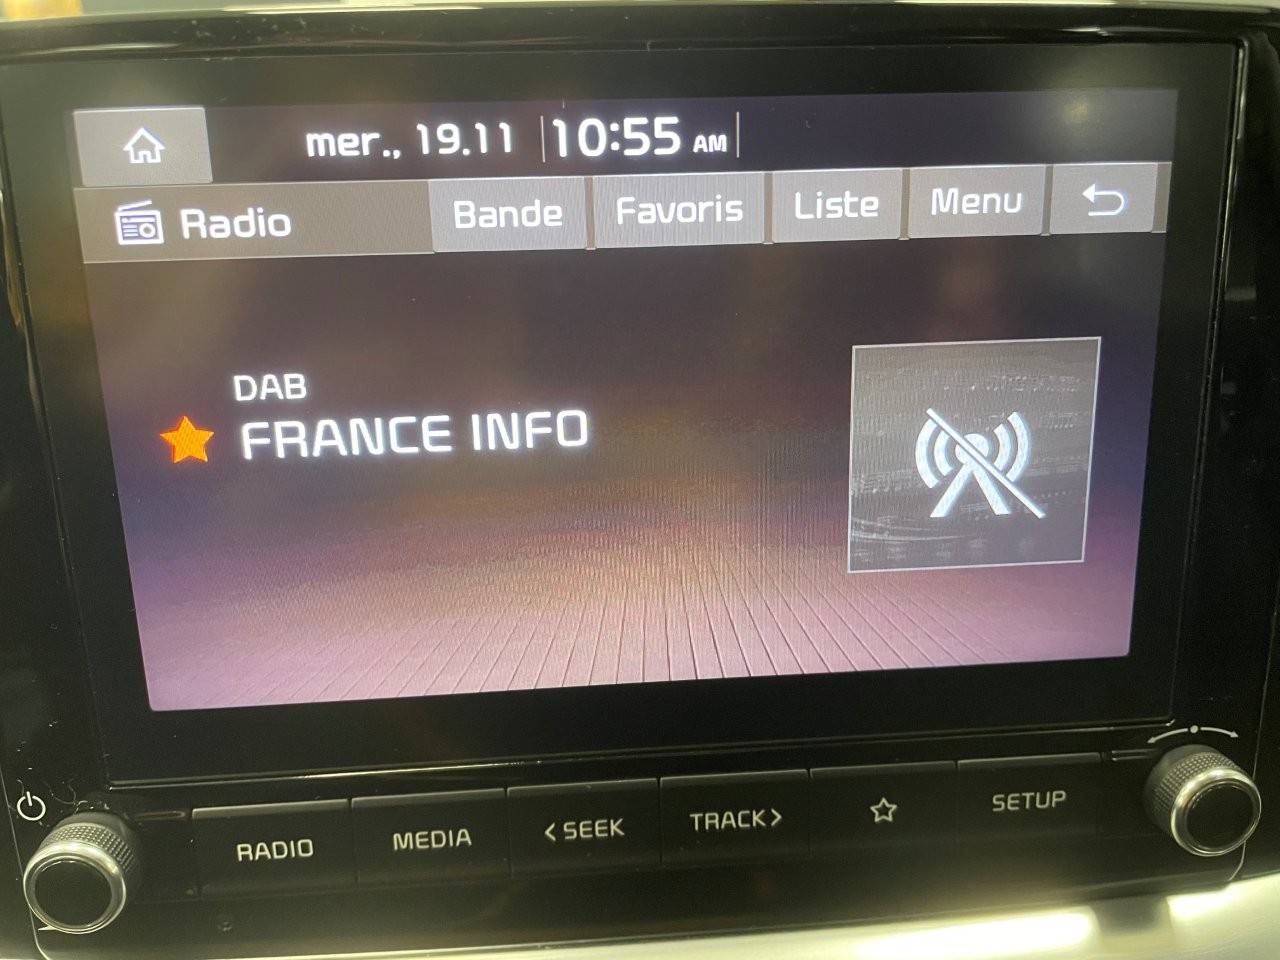 mer., 19.11 10:55 AM
Radio Bande Favoris Liste Menu
DAB
FRANCE INFO
RADIO MEDIA <SEEK TRACK> SETUP